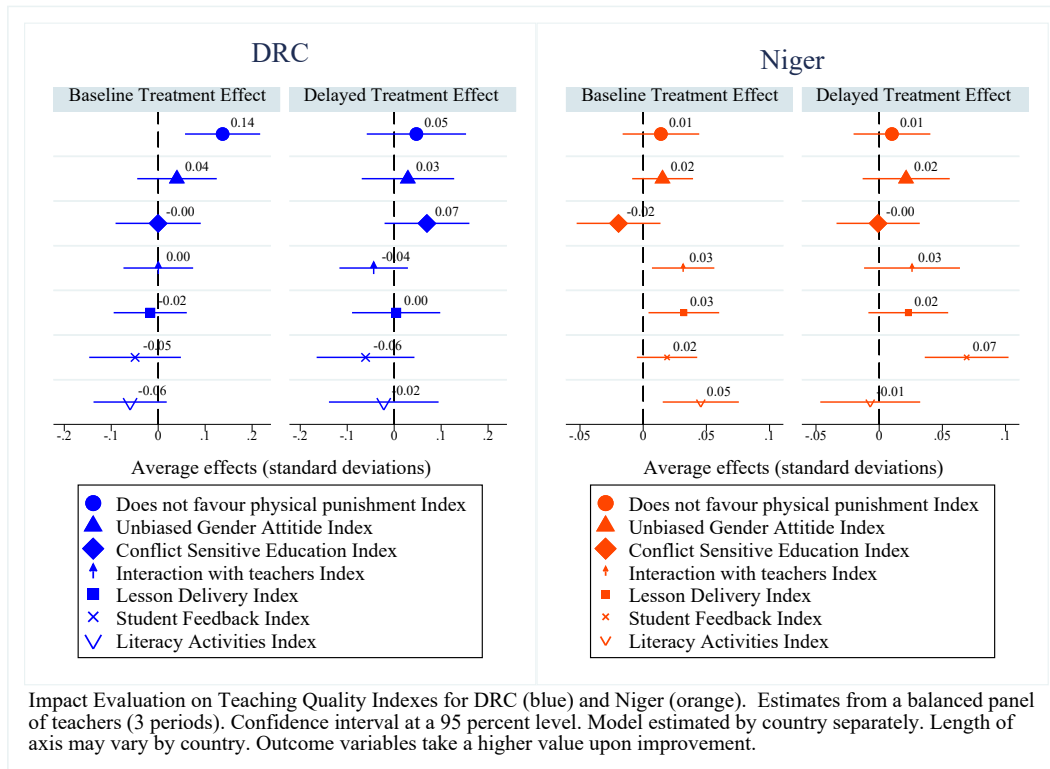 DRC
Baseline Treatment Effect
Delayed Treatment Effect
0.14
0.04
-0.00
0.00
-0.02
-0.05
-0.06
0.05
0.03
0.07
-0.04
0.00
-0.06
-0.02
-.2 -.1 0 .1 .2
-.2 -.1 0 .1 .2
Average effects (standard deviations)
Does not favour physical punishment Index
Unbiased Gender Attitide Index
Conflict Sensitive Education Index
Interaction with teachers Index
Lesson Delivery Index
Student Feedback Index
Literacy Activities Index
Niger
Baseline Treatment Effect
Delayed Treatment Effect
0.01
0.02
-0.02
0.03
0.03
0.02
0.05
0.01
0.02
-0.00
0.03
0.02
0.07
-0.01
-0.05 0 0.05 .1
-0.05 0 0.05 .1
Average effects (standard deviations)
Does not favour physical punishment Index
Unbiased Gender Attitide Index
Conflict Sensitive Education Index
Interaction with teachers Index
Lesson Delivery Index
Student Feedback Index
Literacy Activities Index
Impact Evaluation on Teaching Quality Indexes for DRC (blue) and Niger (orange). Estimates from a balanced panel
of teachers (3 periods). Confidence interval at a 95 percent level. Model estimated by country separately. Length of
axis may vary by country. Outcome variables take a higher value upon improvement.